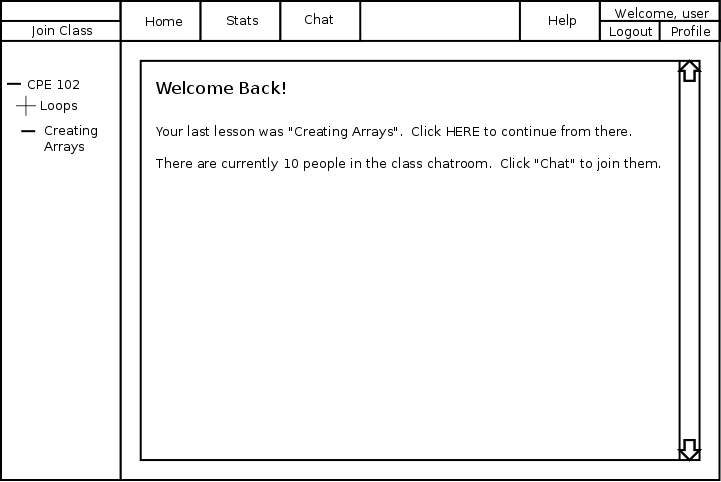 Join Class
Home
Stats
Chat
Help
Welcome, user
Logout
Profile
CPE 102
Loops
Creating
Arrays
Welcome Back!
Your last lesson was "Creating Arrays".  Click HERE to continue from there.
There are currently 10 people in the class chatroom.  Click "Chat" to join them.